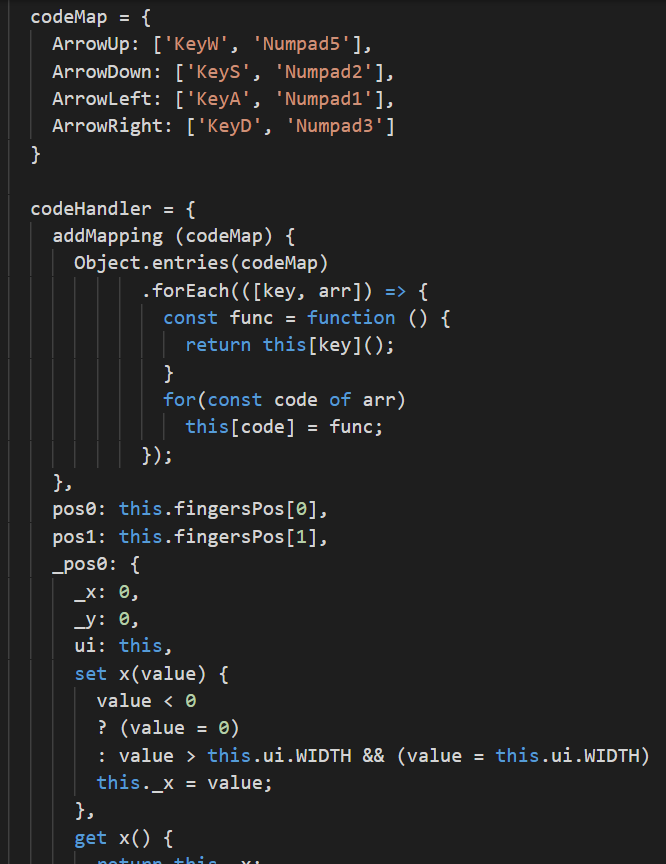 codeMap = {
ArrowUp: ['KeyW', 'Numpad5'],
ArrowDown: ['KeyS', 'Numpad2'],
ArrowLeft: ['KeyA', 'Numpad1'],
ArrowRight: ['KeyD', 'Numpad3']
}
codeHandler = {
addMapping (codeMap) {
Object.entries(codeMap)
.forEach(([key, arr]) => {
const func = function () {
return this[key]();
}
for(const code of arr)
this[code] = func;
});
},
pos0: this.fingersPos[0],
pos1: this.fingersPos[1],
_pos0: {
_x: 0,
_y: 0,
ui: this,
set x(value) {
value < 0
? (value = 0)
: value > this.ui.WIDTH && (value = this.ui.WIDTH)
this._x = value;
},
get x() {
return this._x;